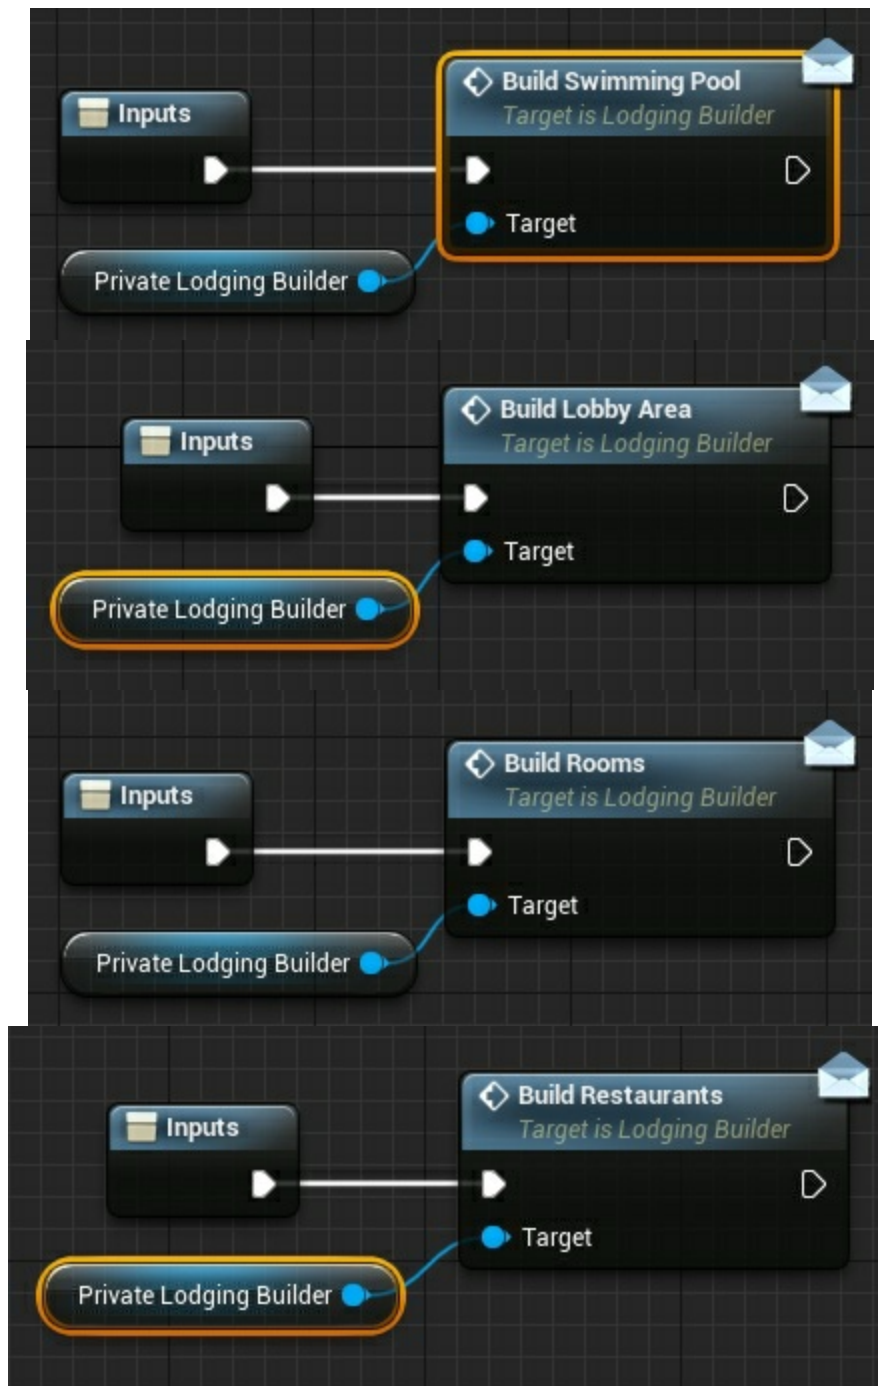 Build Swimming Pool
Target is Lodging Builder
Inputs
Target
Private Lodging Builder
Build Lobby Area
Target is Lodging Builder
Inputs
Target
Private Lodging Builder
Build Rooms
Target is Lodging Builder
Inputs
Target
Private Lodging Builder
Build Restaurants
Target is Lodging Builder
Inputs
Target
Private Lodging Builder